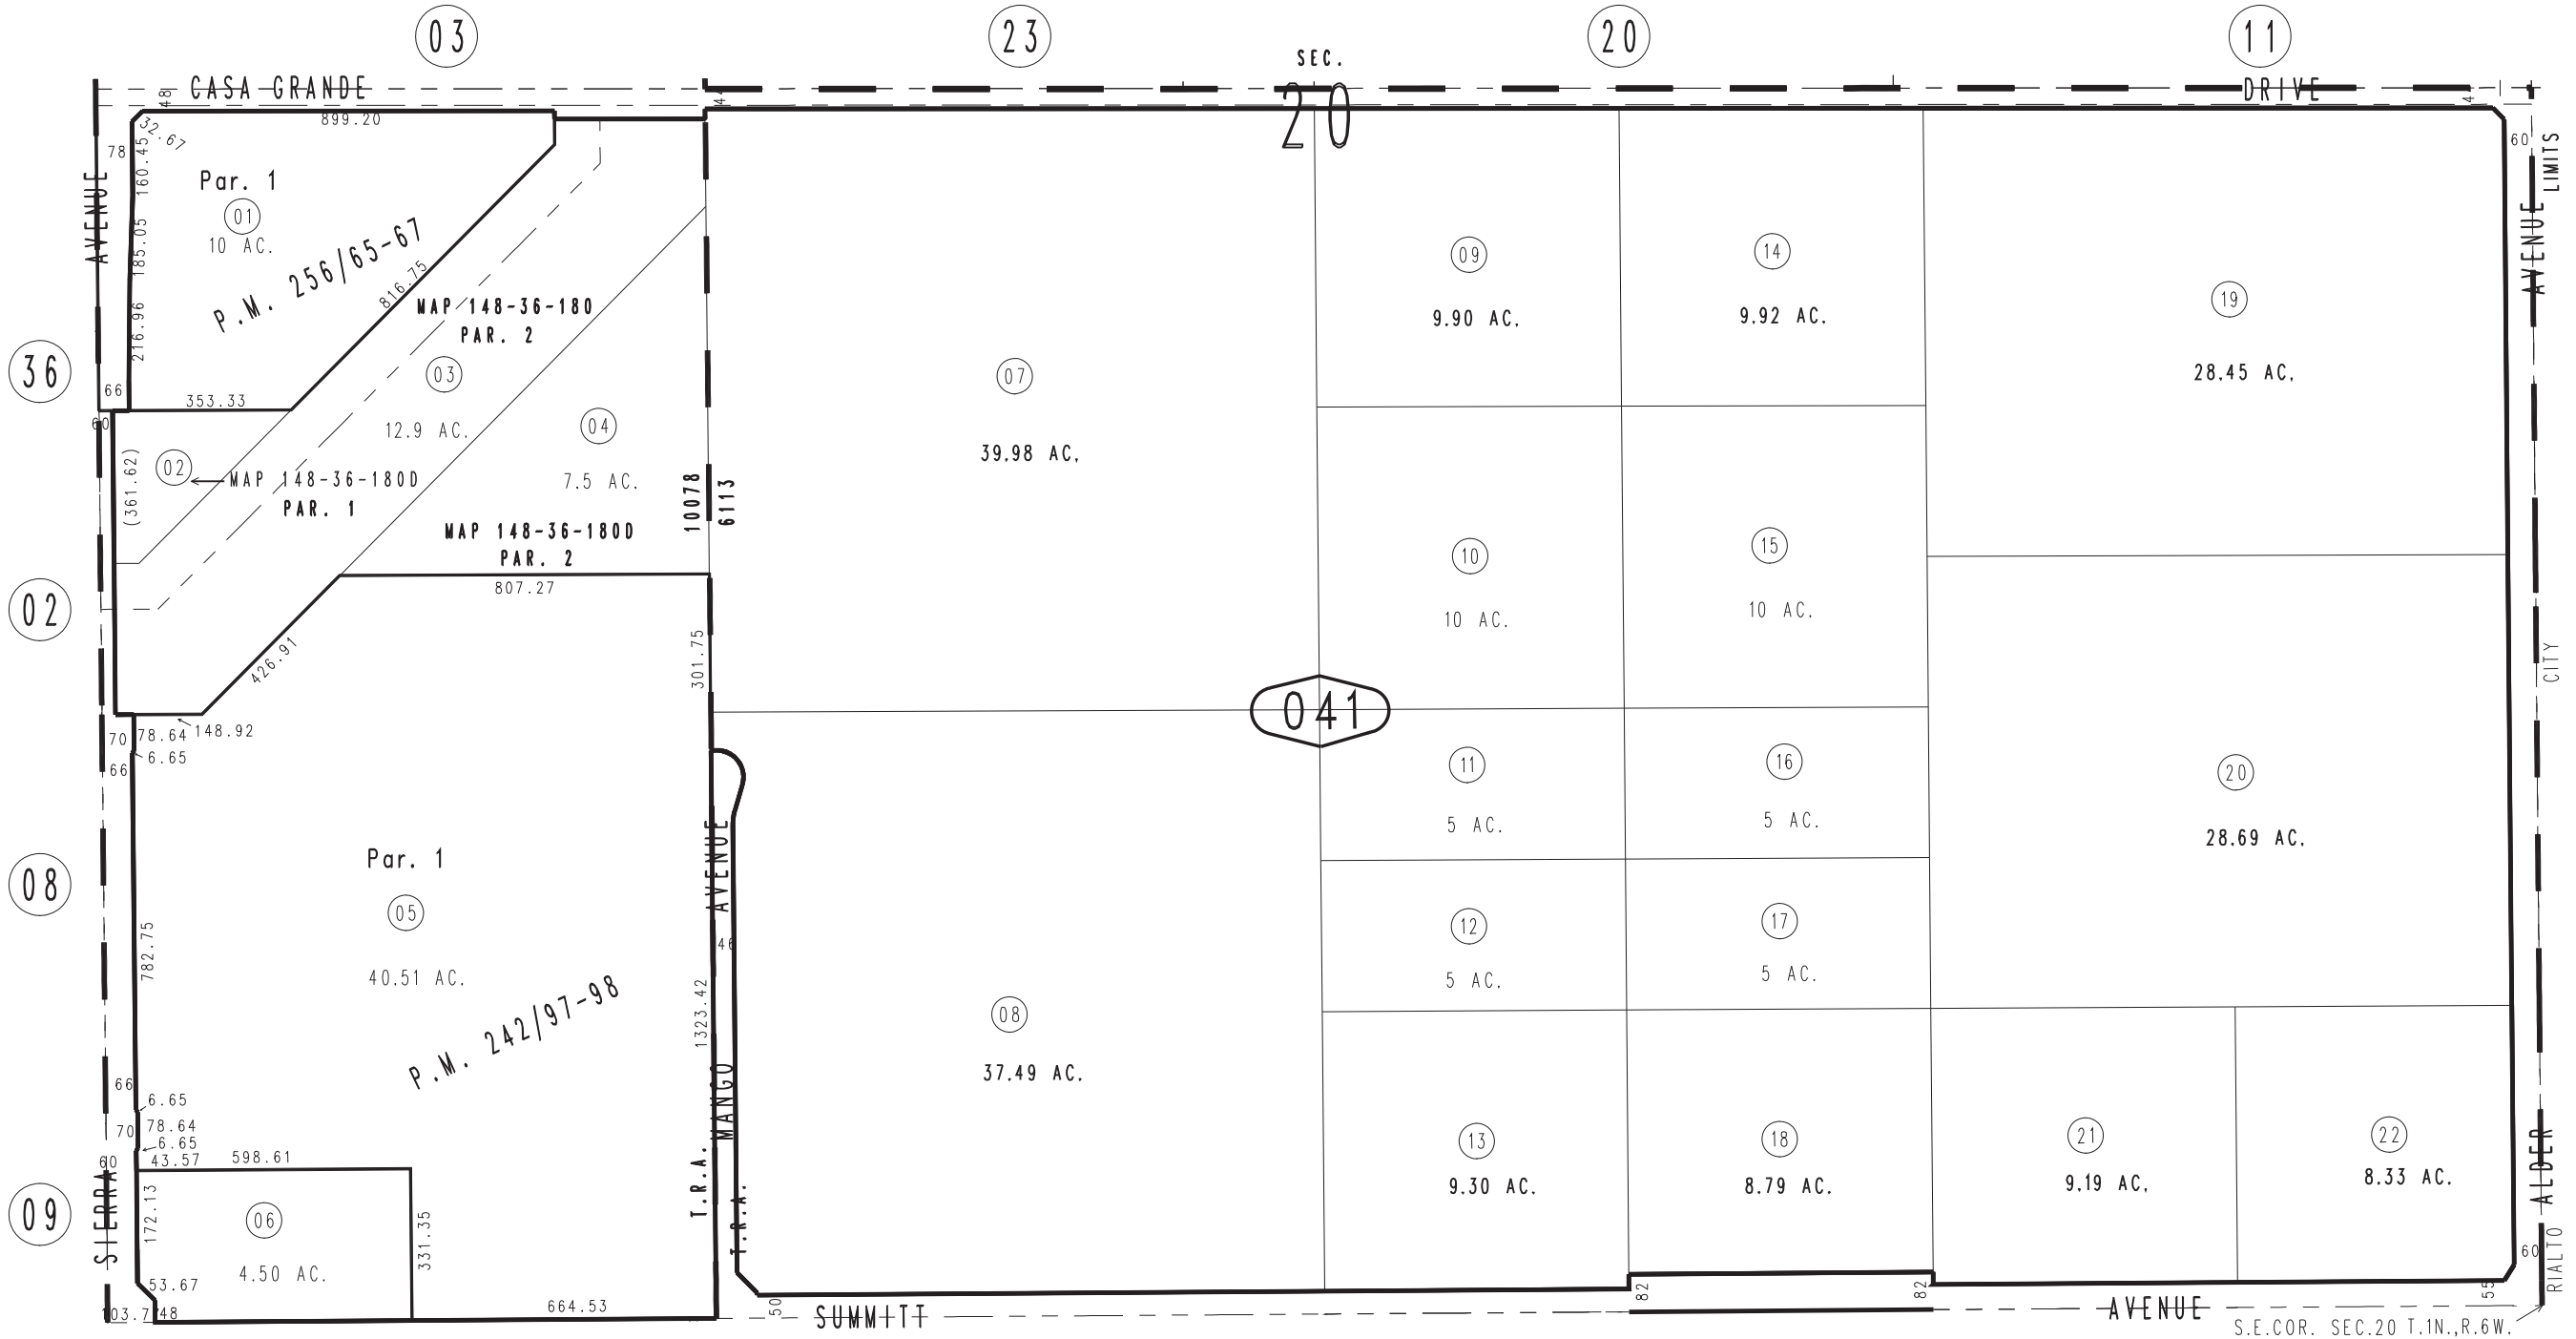 03
23
20
11
SEC.
20
CASA GRANDE
DRIVE
48
44
899.20
32.67
78
160.45
185.05
216.96
AVENUE
Par. 1
01
10 AC.
P.M. 256/65-67
816.75
MAP 148-36-180
PAR. 2
36
66
353.33
60
03
12.9 AC.
04
7.5 AC.
02
(361.62)
MAP 148-36-180D
PAR. 1
MAP 148-36-180D
PAR. 2
10078
6113
807.27
02
426.91
301.75
148.92
70
78.64
6.65
66
08
Par. 1
05
40.51 AC.
782.75
P.M. 242/97-98
1323.42
46
MANGO AVENUE
T.R.A.
T.R.A.
66
6.65
70
78.64
6.65
60
43.57
598.61
09
SIERRA
172.13
06
4.50 AC.
331.35
53.67
103.77
48
664.53
07
39.98 AC.
08
37.49 AC.
041
09
9.90 AC.
14
9.92 AC.
19
28.45 AC.
10
10 AC.
15
10 AC.
11
5 AC.
16
5 AC.
20
28.69 AC.
12
5 AC.
17
5 AC.
13
9.30 AC.
18
8.79 AC.
21
9.19 AC.
22
8.33 AC.
60
AVENUE
LIMITS
CITY
ALDER
RIALTO
60
50
82
82
55
SUMMITT
AVENUE
S.E.COR. SEC.20 T.1N.,R.6W.